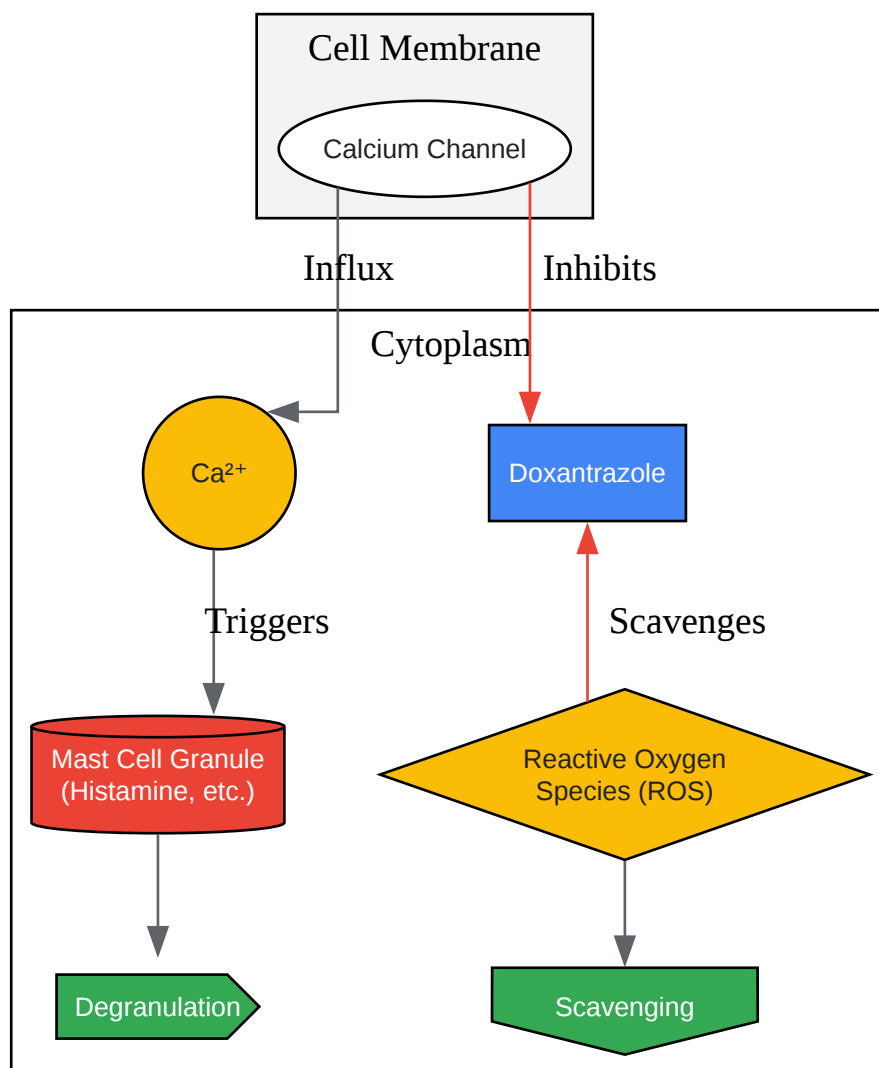 Cell Membrane
Calcium Channel
Influx
Inhibits
Cytoplasm
Ca²⁺
Doxantrazole
Triggers
Scavenges
Mast Cell Granule
(Histamine, etc.)
Reactive Oxygen
Species (ROS)
Degranulation
Scavenging